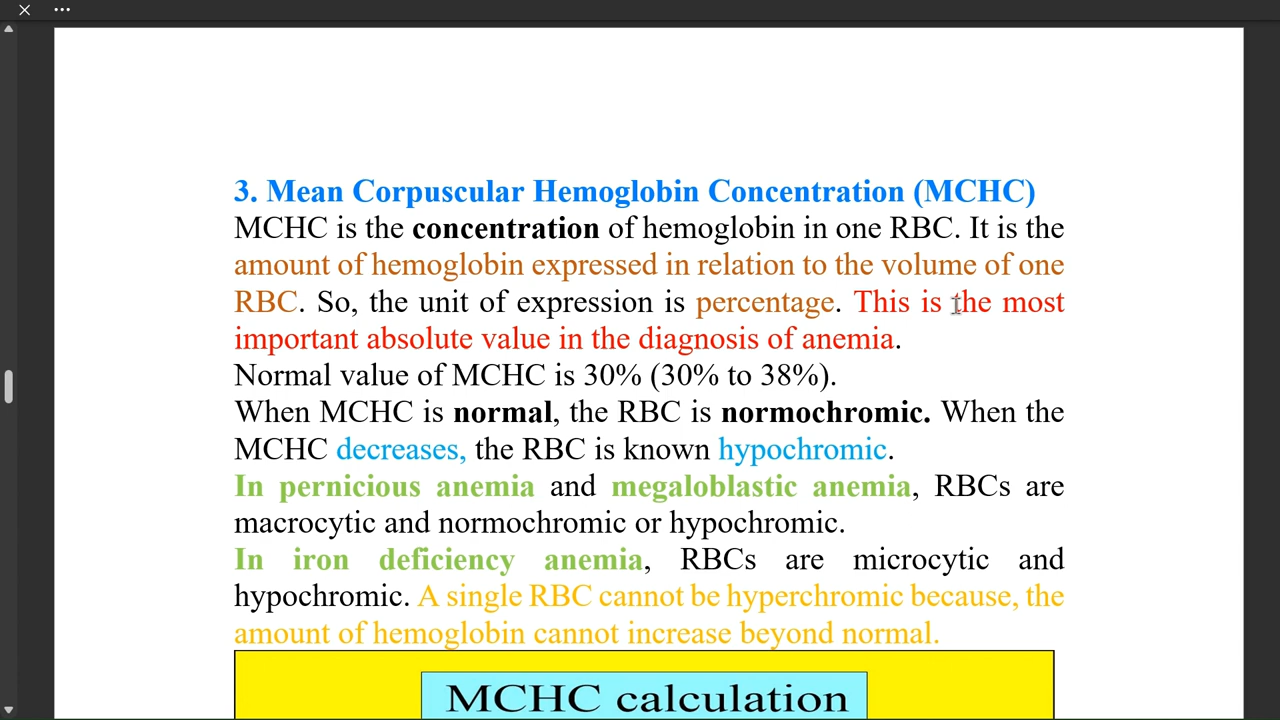 3. Mean Corpuscular Hemoglobin Concentration (MCHC)
MCHC is the concentration of hemoglobin in one RBC. It is the
amount of hemoglobin expressed in relation to the volume of one
RBC. So, the unit of expression is percentage. This is the most
important absolute value in the diagnosis of anemia.
Normal value of MCHC is 30% (30% to 38%).
When MCHC is normal, the RBC is normochromic. When the
MCHC decreases, the RBC is known hypochromic.
In pernicious anemia and megaloblastic anemia, RBCs are
macrocytic and normochromic or hypochromic.
In iron deficiency anemia, RBCs are microcytic and
hypochromic. A single RBC cannot be hyperchromic because, the
amount of hemoglobin cannot increase beyond normal.
MCHC calculation